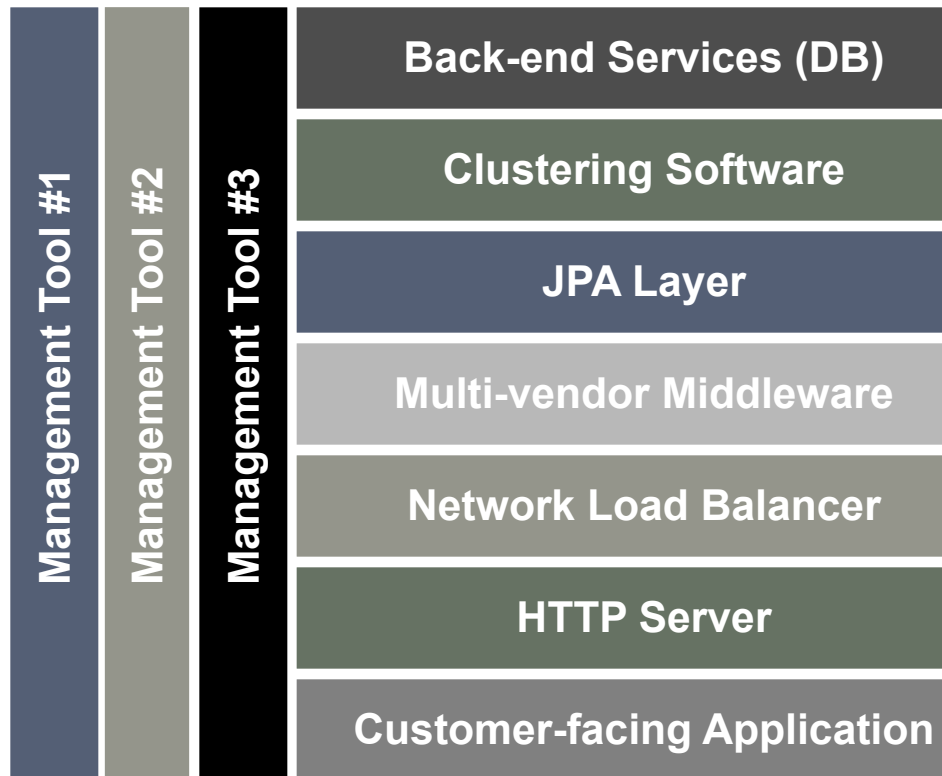 Management Tool #1
Management Tool #2
Management Tool #3
Back-end Services (DB)
Clustering Software
JPA Layer
Multi-vendor Middleware
Network Load Balancer
HTTP Server
Customer-facing Application